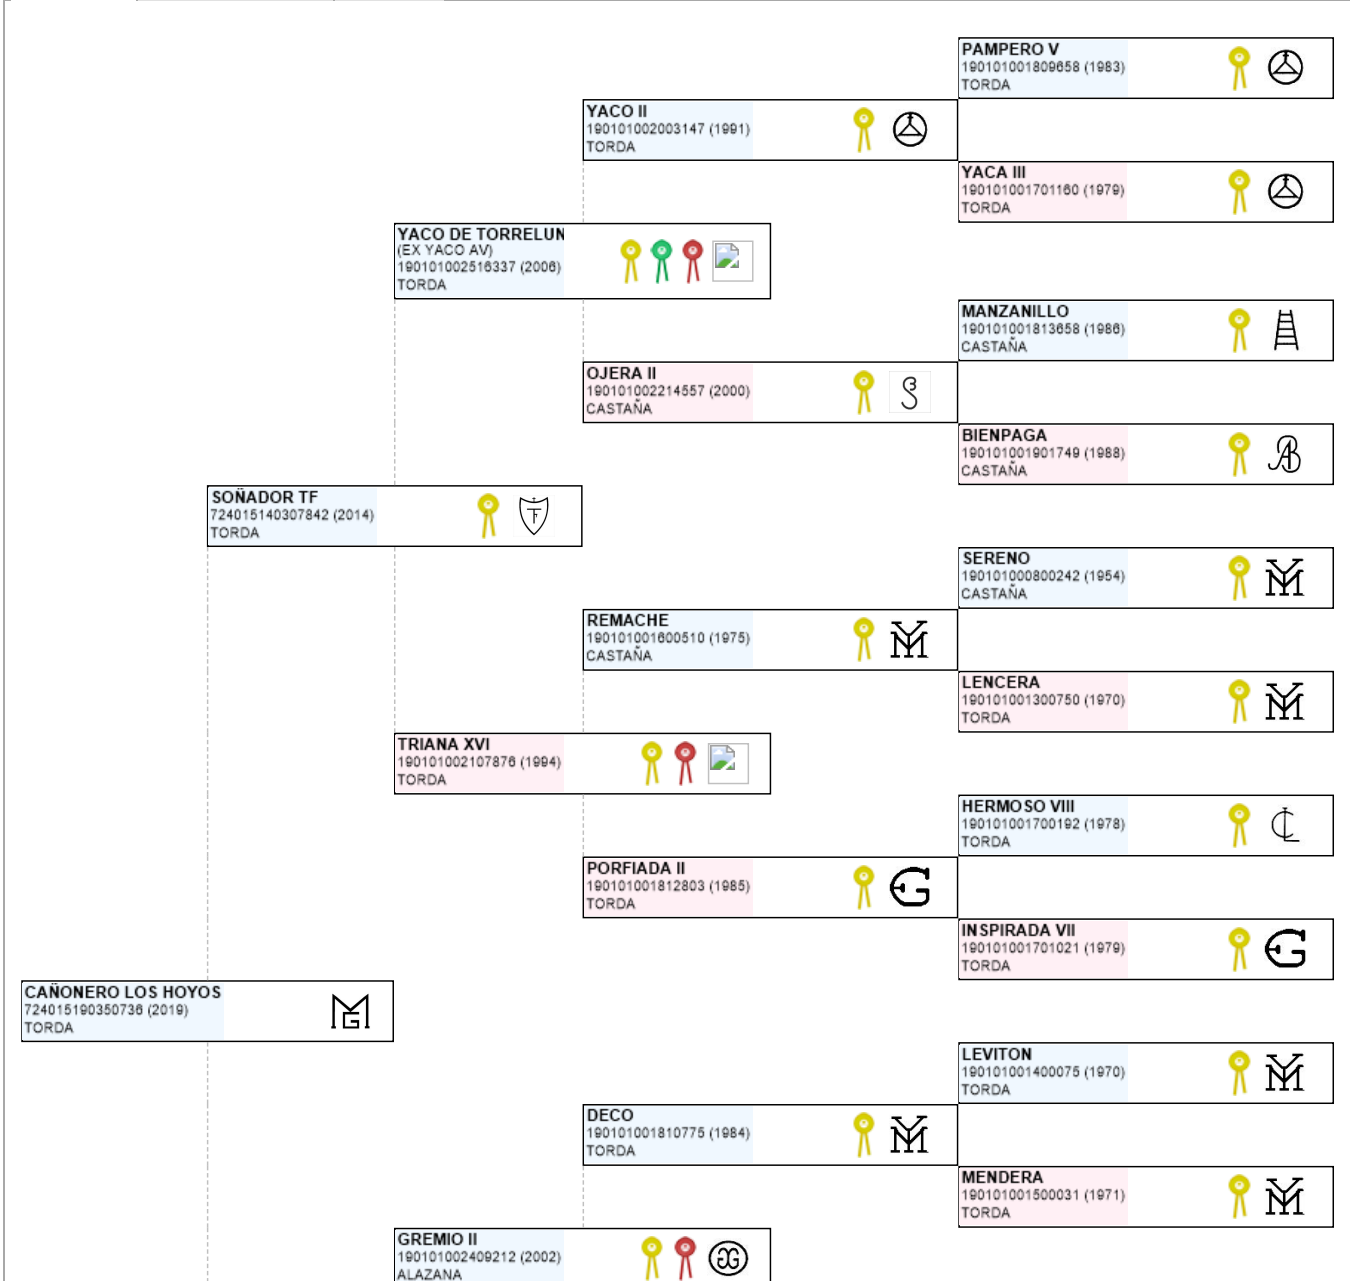 PAMPERO V
190101001809658 (1983)
TORDA
YACO II
190101002003147 (1991)
TORDA
YACA III
190101001701160 (1979)
TORDA
YACO DE TORRELUN
(EX YACO AV)
190101002516337 (2006)
TORDA
MANZANILLO
190101001813658 (1986)
CASTAÑA
OJERA II
190101002214557 (2000)
CASTAÑA
BIENPAGA
190101001901749 (1988)
CASTAÑA
SOÑADOR TF
724015140307842 (2014)
TORDA
SERENO
190101000800242 (1954)
CASTAÑA
REMACHE
190101001600510 (1975)
CASTAÑA
LENCERA
190101001300750 (1970)
TORDA
TRIANA XVI
190101002107876 (1994)
TORDA
HERMOSO VIII
190101001700192 (1978)
TORDA
PORFIADA II
190101001812803 (1985)
TORDA
INSPIRADA VII
190101001701021 (1979)
TORDA
CAÑONERO LOS HOYOS
724015190350736 (2019)
TORDA
LEVITON
190101001400075 (1970)
TORDA
DECO
190101001810775 (1984)
TORDA
MENDERA
190101001500031 (1971)
TORDA
GREMIO II
190101002409212 (2002)
ALAZANA